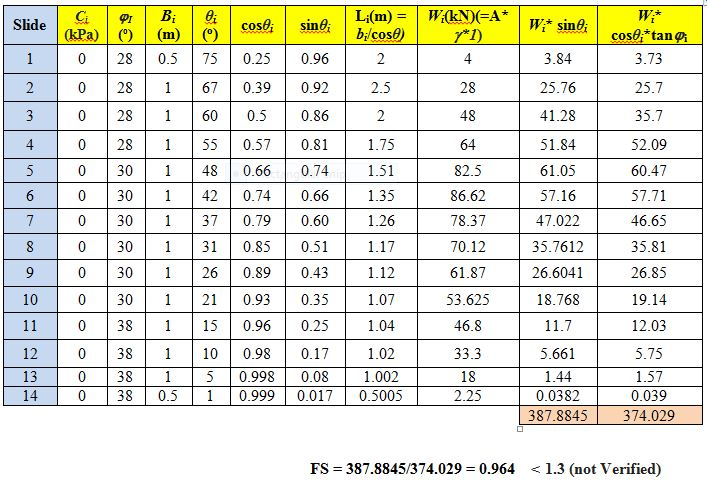 Slide Cᵢ (kPa) φI (°) Bᵢ (m) θᵢ (°) cosθᵢ sinθᵢ Lᵢ(m) = bᵢ/cosθ) Wᵢ(kN)(=A* γ*1) Wᵢ* sinθᵢ Wᵢ* cosθᵢ*tanφᵢ
1 0 28 0.5 75 0.25 0.96 2 4 3.84 3.73
2 0 28 1 67 0.39 0.92 2.5 28 25.76 25.7
3 0 28 1 60 0.5 0.86 2 48 41.28 35.7
4 0 28 1 55 0.57 0.81 1.75 64 51.84 52.09
5 0 30 1 48 0.66 0.74 1.51 82.5 61.05 60.47
6 0 30 1 42 0.74 0.66 1.35 86.62 57.16 57.71
7 0 30 1 37 0.79 0.60 1.26 78.37 47.022 46.65
8 0 30 1 31 0.85 0.51 1.17 70.12 35.7612 35.81
9 0 30 1 26 0.89 0.43 1.12 61.87 26.6041 26.85
10 0 30 1 21 0.93 0.35 1.07 53.625 18.768 19.14
11 0 38 1 15 0.96 0.25 1.04 46.8 11.7 12.03
12 0 38 1 10 0.98 0.17 1.02 33.3 5.661 5.75
13 0 38 1 5 0.998 0.08 1.002 18 1.44 1.57
14 0 38 0.5 1 0.999 0.017 0.5005 2.25 0.0382 0.039
387.8845 374.029
FS = 387.8845/374.029 = 0.964 < 1.3 (not Verified)